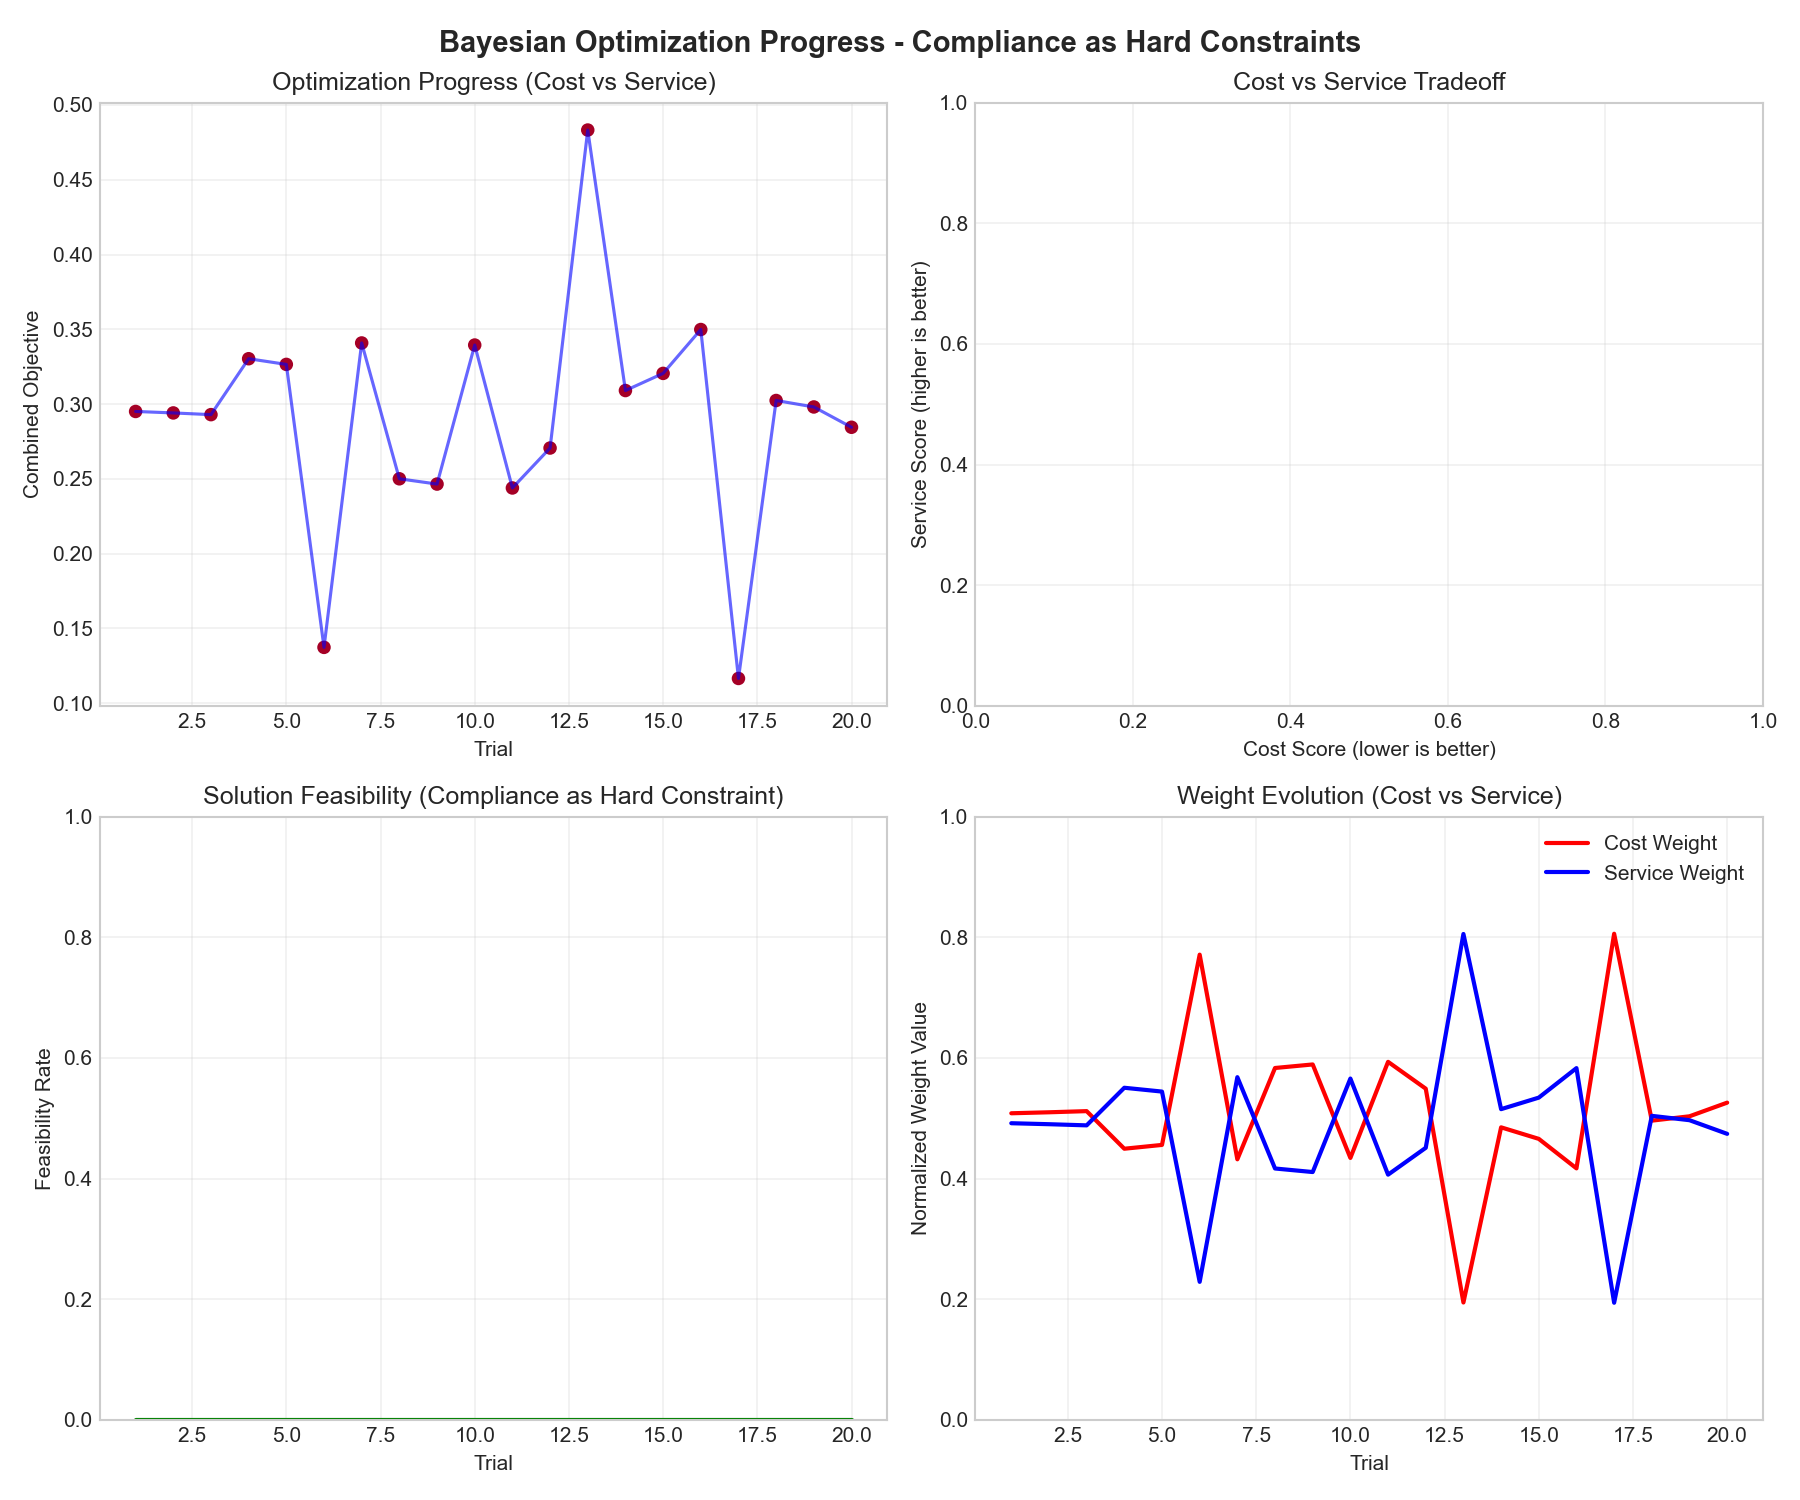 Bayesian Optimization Progress - Compliance as Hard Constraints
Optimization Progress (Cost vs Service)
0.50
0.45
0.40
0.35
0.30
0.25
0.20
0.15
0.10
Combined Objective
2.5 5.0 7.5 10.0 12.5 15.0 17.5 20.0
Trial
Cost vs Service Tradeoff
1.0
0.8
0.6
0.4
0.2
0.0
Service Score (higher is better)
0.0 0.2 0.4 0.6 0.8 1.0
Cost Score (lower is better)
Solution Feasibility (Compliance as Hard Constraint)
1.0
0.8
0.6
0.4
0.2
0.0
Feasibility Rate
2.5 5.0 7.5 10.0 12.5 15.0 17.5 20.0
Trial
Weight Evolution (Cost vs Service)
1.0
0.8
0.6
0.4
0.2
0.0
Normalized Weight Value
Cost Weight
Service Weight
2.5 5.0 7.5 10.0 12.5 15.0 17.5 20.0
Trial